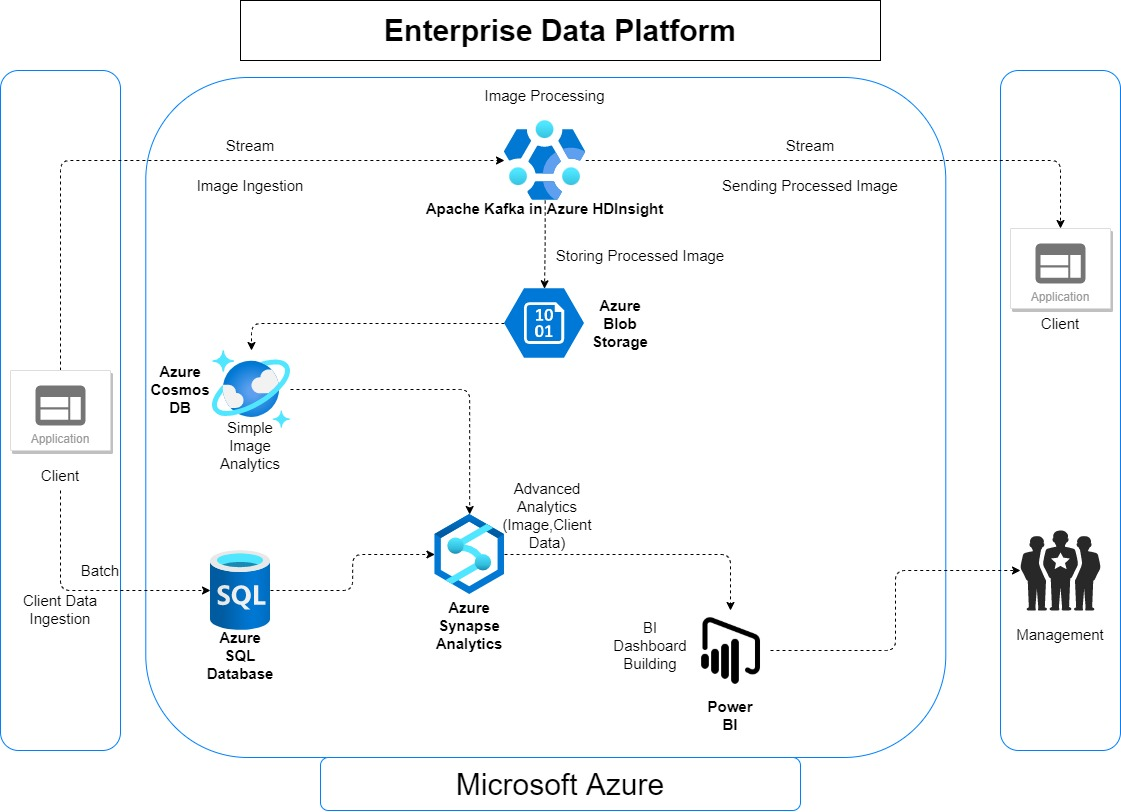 Enterprise Data Platform
Image Processing
Stream
Image Ingestion
Stream
Sending Processed Image
Apache Kafka in Azure HDInsight
Storing Processed Image
10
01
Azure
Blob
Storage
Application
Client
Azure
Cosmos
DB
Simple
Image
Analytics
Application
Client
Advanced
Analytics
(Image,Client
Data)
Batch
Client Data
Ingestion
SQL
Azure
SQL
Database
Azure
Synapse
Analytics
BI
Dashboard
Building
Power
BI
Management
Microsoft Azure